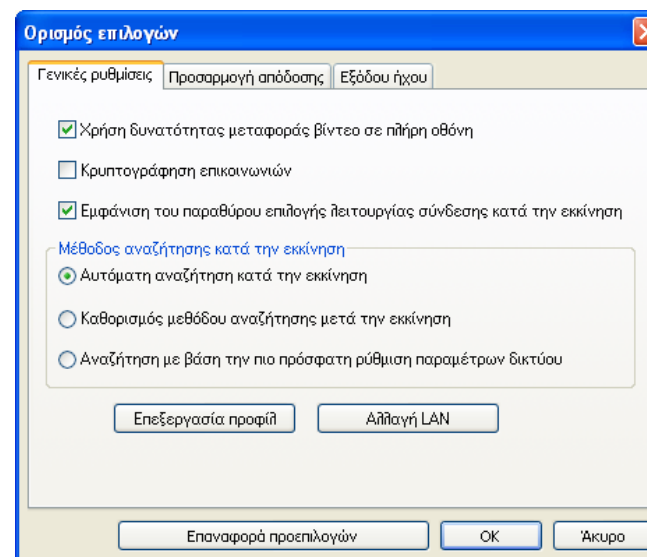 Ορισμός επιλογών
Γενικές ρυθμίσεις Προσαρμογή απόδοσης Εξόδου ήχου
Χρήση δυνατότητας μεταφοράς βίντεο σε πλήρη οθόνη
Κρυπτογράφηση επικοινωνιών
Εμφάνιση του παραθύρου επιλογής λειτουργίας σύνδεσης κατά την εκκίνηση
Μέθοδος αναζήτησης κατά την εκκίνηση
Αυτόματη αναζήτηση κατά την εκκίνηση
Καθορισμός μεθόδου αναζήτησης μετά την εκκίνηση
Αναζήτηση με βάση την πιο πρόσφατη ρύθμιση παραμέτρων δικτύου
Επεξεργασία προφίλ Αλλαγή LAN
Επαναφορά προεπιλογών OK Άκυρο